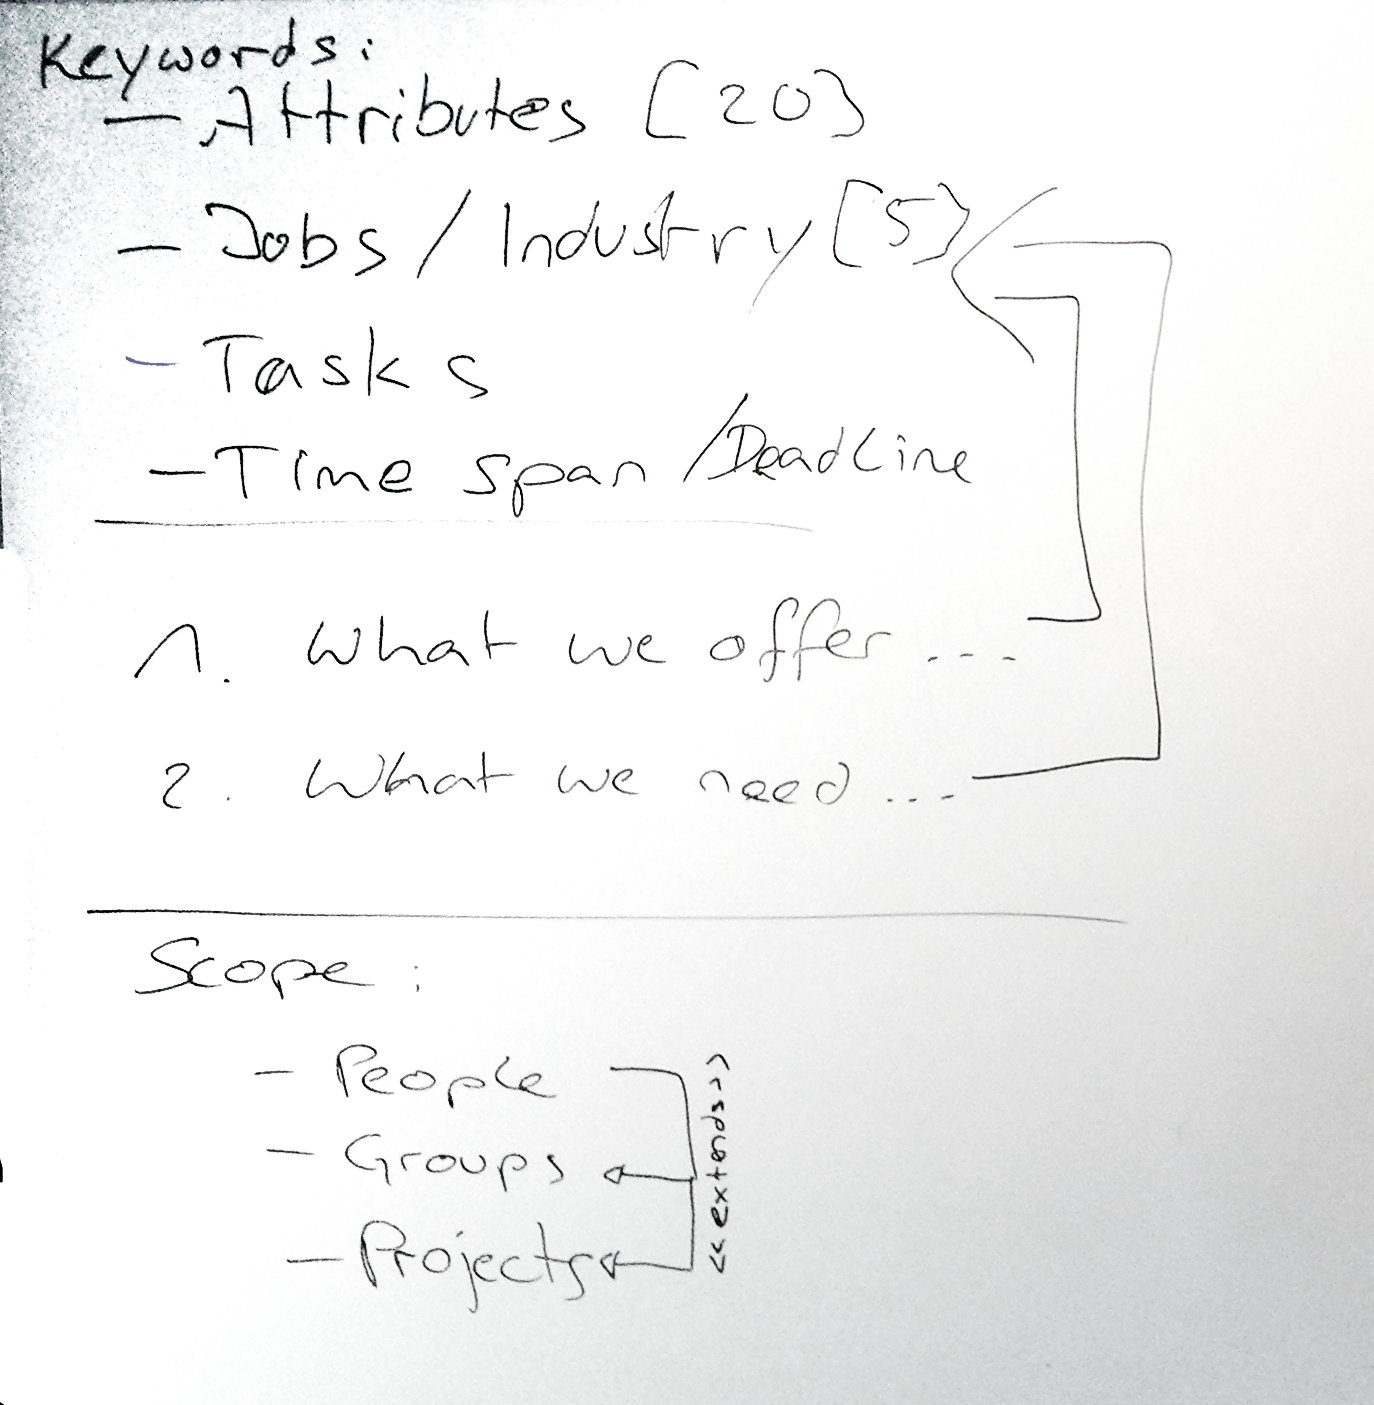 Keywords:
- Attributes [20]
- Jobs / Industry [5]
- Tasks
- Time span / Deadline
1. What we offer ...
2. What we need ...
Scope:
- People
- Groups
- Projects
<<extends>>